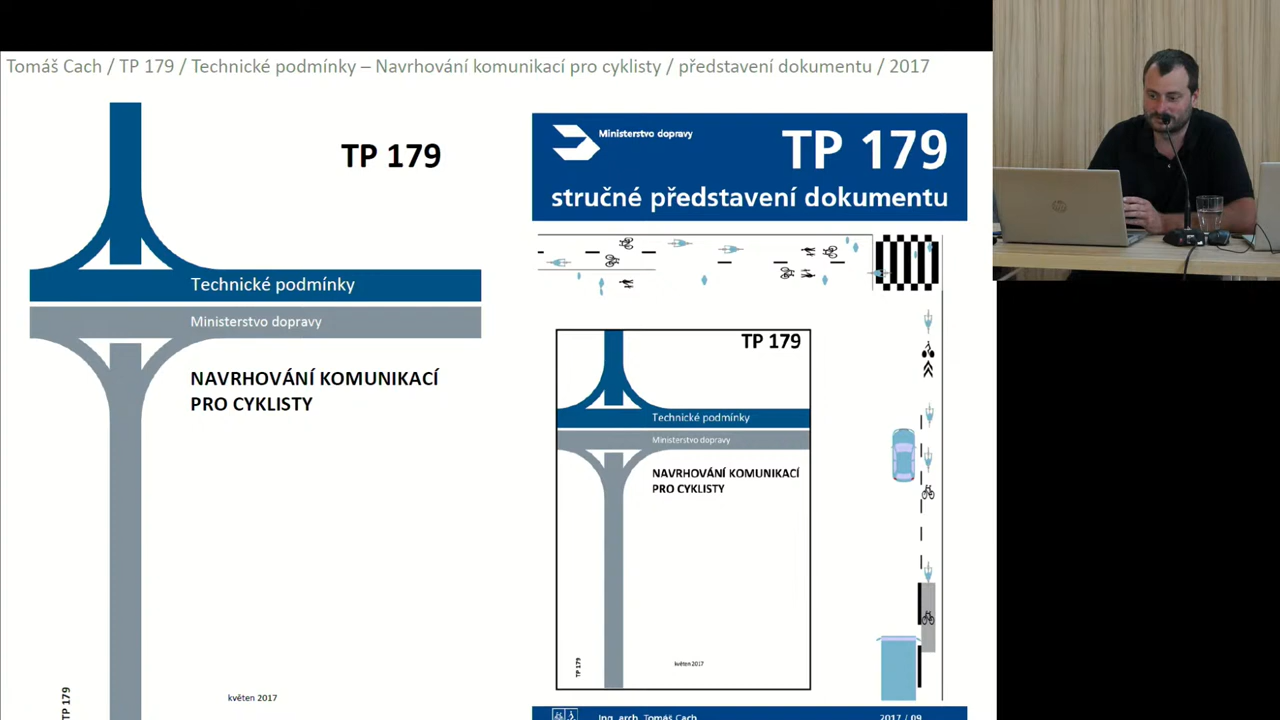 Tomáš Cach / TP 179 / Technické podmínky – Navrhování komunikací pro cyklisty / představení dokumentu / 2017
TP 179
Technické podmínky
Ministerstvo dopravy
NAVRHOVÁNÍ KOMUNIKACÍ
PRO CYKLISTY
TP 179
květen 2017
Ministerstvo dopravy
TP 179
stručné představení dokumentu
TP 179
Technické podmínky
Ministerstvo dopravy
NAVRHOVÁNÍ KOMUNIKACÍ
PRO CYKLISTY
TP 179
květen 2017
Ing. arch. Tomáš Cach
2017 / 09